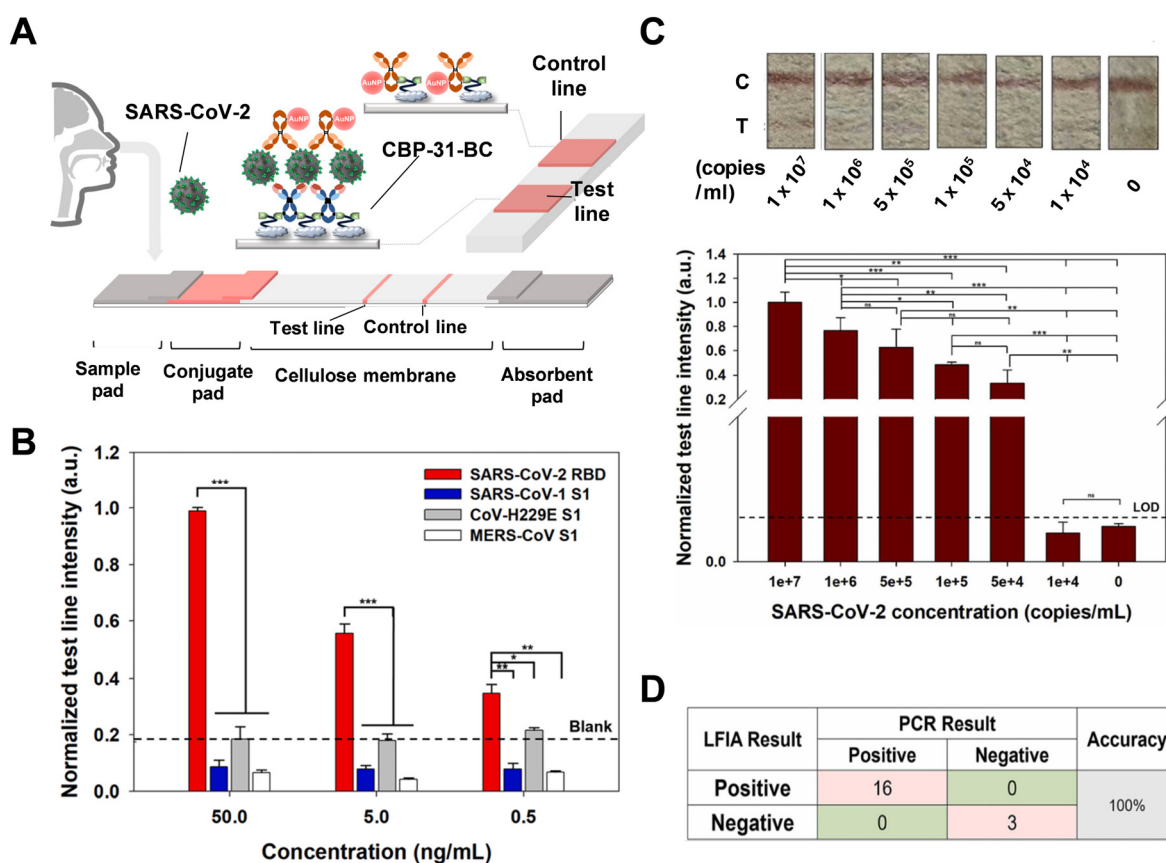 A
SARS-CoV-2
AuNP
AuNP
AuNP
AuNP
CBP-31-BC
Control
line
Test
line
Test line
Control line
Sample
pad
Conjugate
pad
Cellulose membrane
Absorbent
pad
B
Normalized test line intensity (a.u.)
1.2
1.0
0.8
0.6
0.4
0.2
0.0
SARS-CoV-2 RBD
SARS-CoV-1 S1
CoV-H229E S1
MERS-CoV S1
***
***
**
*
**
Blank
50.0
5.0
0.5
Concentration (ng/mL)
C
C
T
(copies
/ml)
1 x 10⁷
1 x 10⁶
5 x 10⁵
1 x 10⁵
5 x 10⁴
1 x 10⁴
0
Normalized test line intensity (a.u.)
1.4
1.2
1.0
0.8
0.6
0.4
0.2
0.0
***
**
***
*
***
**
*
ns
**
ns
***
ns
**
ns
LOD
1e+7
1e+6
5e+5
1e+5
5e+4
1e+4
0
SARS-CoV-2 concentration (copies/mL)
D
LFIA Result
PCR Result
Accuracy
Positive
Negative
Positive
16
0
100%
Negative
0
3